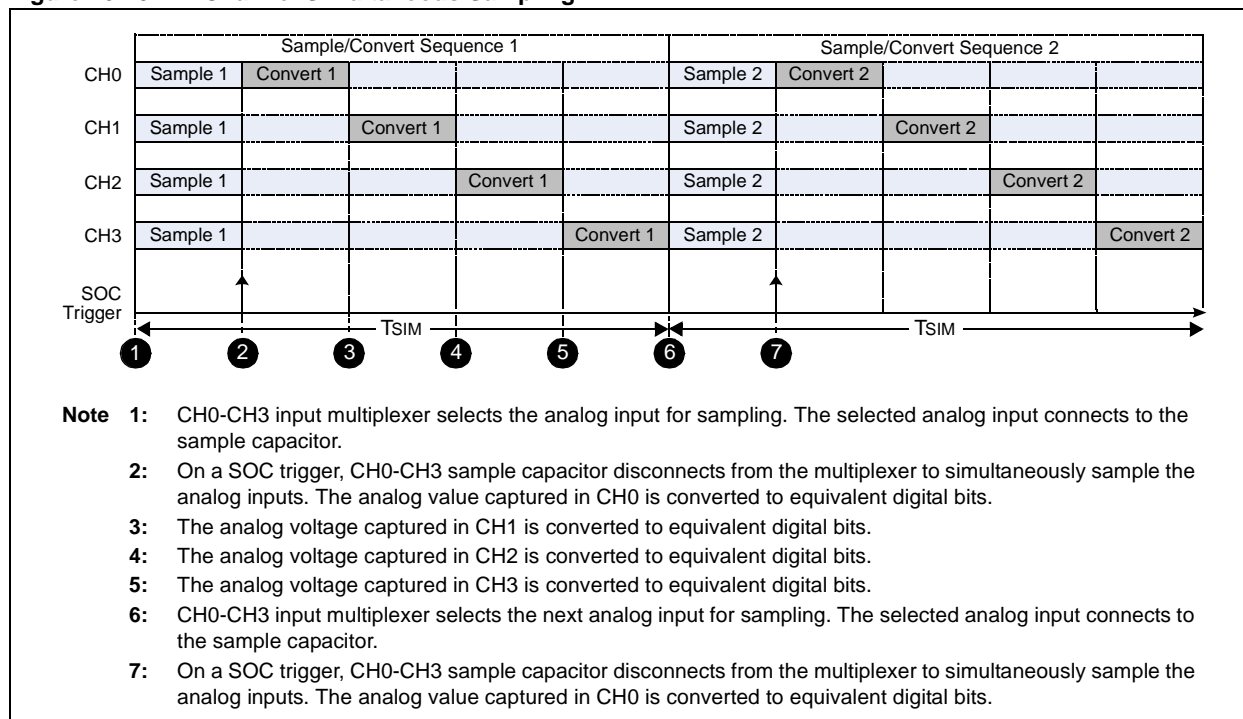 Sample/Convert Sequence 1 Sample/Convert Sequence 2
CH0 Sample 1 Convert 1 Sample 2 Convert 2
CH1 Sample 1 Convert 1 Sample 2 Convert 2
CH2 Sample 1 Convert 1 Sample 2 Convert 2
CH3 Sample 1 Convert 1 Sample 2 Convert 2
SOC
Trigger
TSIM TSIM
1 2 3 4 5 6 7
Note 1: CH0-CH3 input multiplexer selects the analog input for sampling. The selected analog input connects to the
sample capacitor.
2: On a SOC trigger, CH0-CH3 sample capacitor disconnects from the multiplexer to simultaneously sample the
analog inputs. The analog value captured in CH0 is converted to equivalent digital bits.
3: The analog voltage captured in CH1 is converted to equivalent digital bits.
4: The analog voltage captured in CH2 is converted to equivalent digital bits.
5: The analog voltage captured in CH3 is converted to equivalent digital bits.
6: CH0-CH3 input multiplexer selects the next analog input for sampling. The selected analog input connects to
the sample capacitor.
7: On a SOC trigger, CH0-CH3 sample capacitor disconnects from the multiplexer to simultaneously sample the
analog inputs. The analog value captured in CH0 is converted to equivalent digital bits.